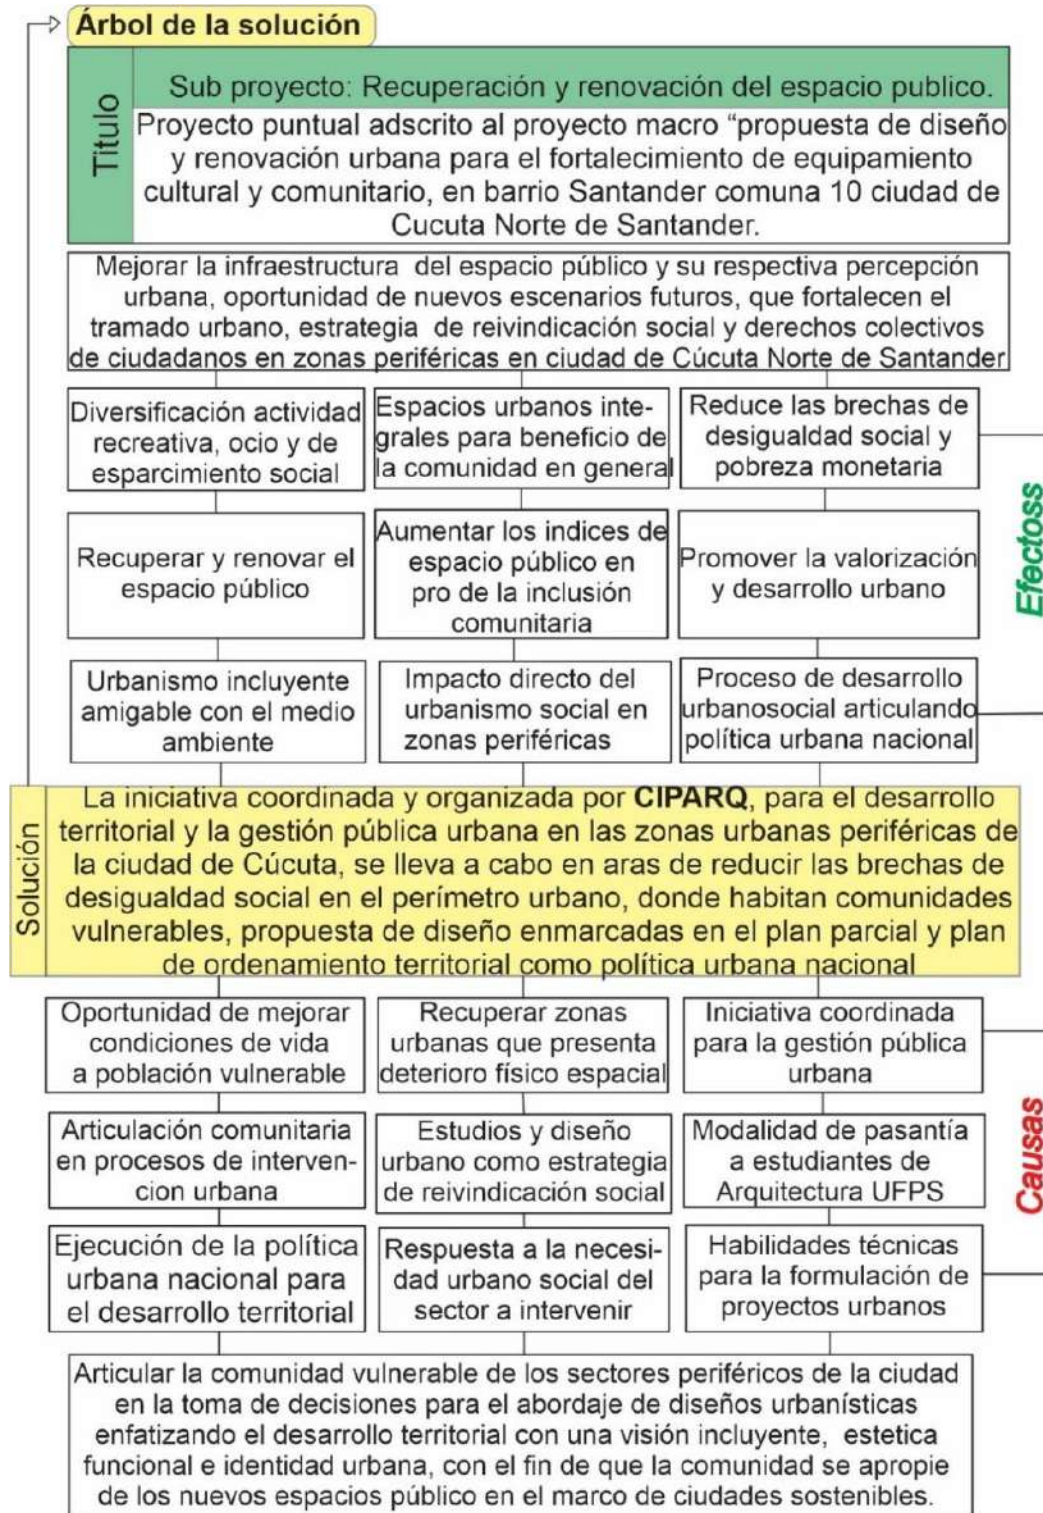 Árbol de la solución
Titulo
Sub proyecto: Recuperación y renovación del espacio publico.
Proyecto puntual adscrito al proyecto macro “propuesta de diseño
y renovación urbana para el fortalecimiento de equipamiento
cultural y comunitario, en barrio Santander comuna 10 ciudad de
Cucuta Norte de Santander.
Mejorar la infraestructura del espacio público y su respectiva percepción
urbana, oportunidad de nuevos escenarios futuros, que fortalecen el
tramado urbano, estrategia de reivindicación social y derechos colectivos
de ciudadanos en zonas periféricas en ciudad de Cúcuta Norte de Santander
Diversificación actividad
recreativa, ocio y de
esparcimiento social
Espacios urbanos inte-
grales para beneficio de
la comunidad en general
Reduce las brechas de
desigualdad social y
pobreza monetaria
Efectoss
Recuperar y renovar el
espacio público
Aumentar los indices de
espacio público en
pro de la inclusión
comunitaria
Promover la valorización
y desarrollo urbano
Urbanismo incluyente
amigable con el medio
ambiente
Impacto directo del
urbanismo social en
zonas periféricas
Proceso de desarrollo
urbanosocial articulando
política urbana nacional
Solución
La iniciativa coordinada y organizada por CIPARQ, para el desarrollo
territorial y la gestión pública urbana en las zonas urbanas periféricas de
la ciudad de Cúcuta, se lleva a cabo en aras de reducir las brechas de
desigualdad social en el perímetro urbano, donde habitan comunidades
vulnerables, propuesta de diseño enmarcadas en el plan parcial y plan
de ordenamiento territorial como política urbana nacional
Oportunidad de mejorar
condiciones de vida
a población vulnerable
Recuperar zonas
urbanas que presenta
deterioro físico espacial
Iniciativa coordinada
para la gestión pública
urbana
Causas
Articulación comunitaria
en procesos de interven-
cion urbana
Estudios y diseño
urbano como estrategia
de reivindicación social
Modalidad de pasantía
a estudiantes de
Arquitectura UFPS
Ejecución de la política
urbana nacional para
el desarrollo territorial
Respuesta a la necesi-
dad urbano social del
sector a intervenir
Habilidades técnicas
para la formulación de
proyectos urbanos
Articular la comunidad vulnerable de los sectores periféricos de la ciudad
en la toma de decisiones para el abordaje de diseños urbanísticas
enfatizando el desarrollo territorial con una visión incluyente, estetica
funcional e identidad urbana, con el fin de que la comunidad se apropie
de los nuevos espacios público en el marco de ciudades sostenibles.